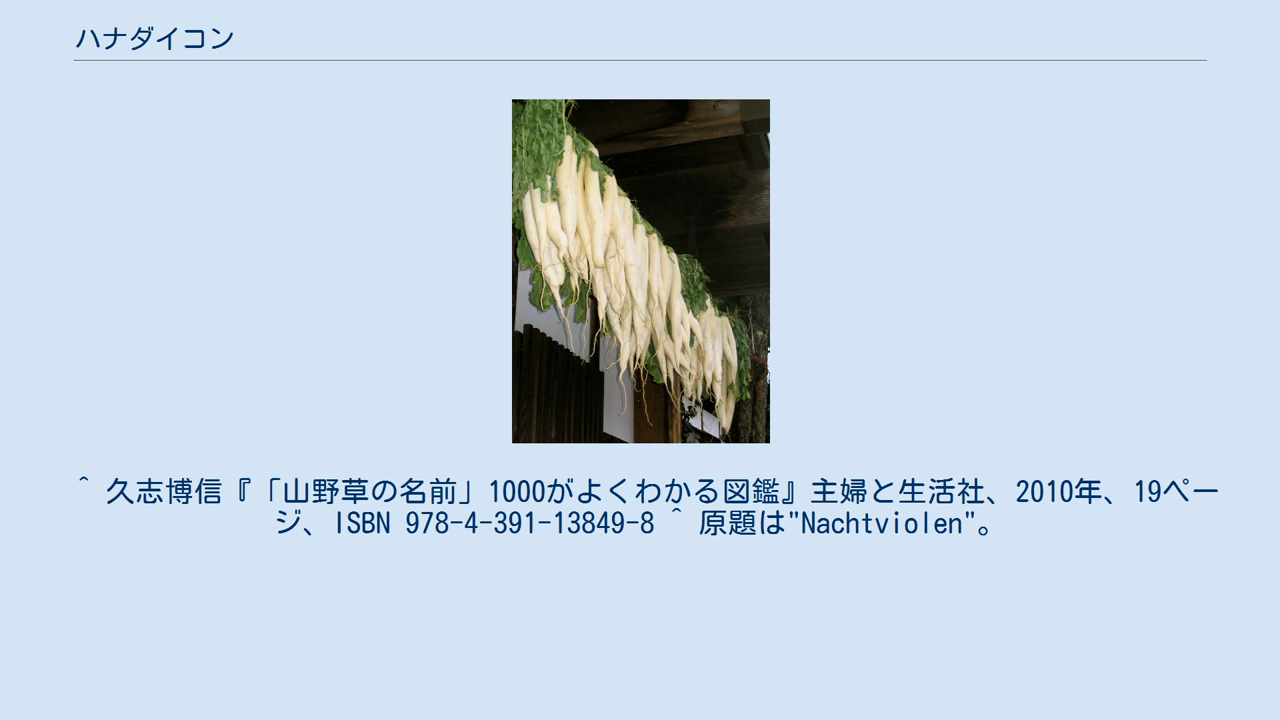 ハナダイコン
^ 久志博信『「山野草の名前」1000がよくわかる図鑑』主婦と生活社、2010年、19ペー
ジ、ISBN 978-4-391-13849-8 ^ 原題は"Nachtviolen"。